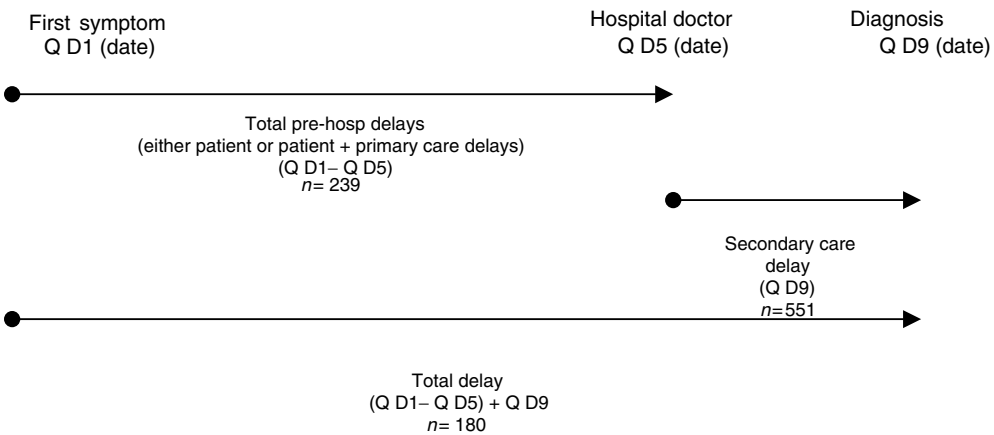 First symptom Hospital doctor Diagnosis
Q D1 (date) Q D5 (date) Q D9 (date)
Total pre-hosp delays
(either patient or patient + primary care delays)
(Q D1– Q D5)
n= 239
Secondary care
delay
(Q D9)
n=551
Total delay
(Q D1– Q D5) + Q D9
n= 180